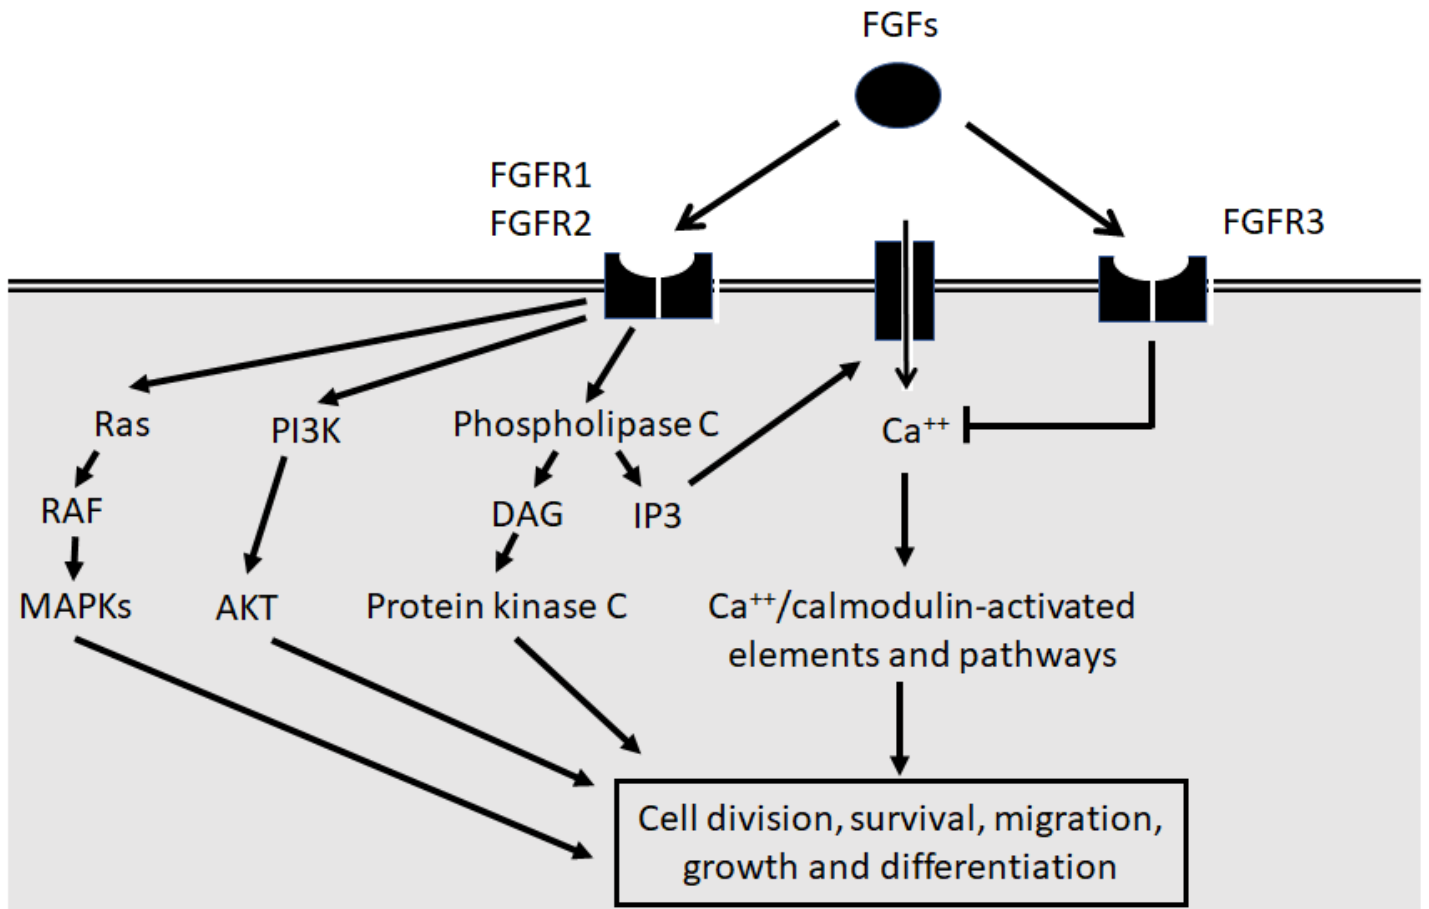 FGFs
FGFR1
FGFR2
FGFR3
Ras
PI3K
Phospholipase C
Ca⁺⁺
RAF
DAG
IP3
MAPKs
AKT
Protein kinase C
Ca⁺⁺/calmodulin-activated
elements and pathways
Cell division, survival, migration,
growth and differentiation